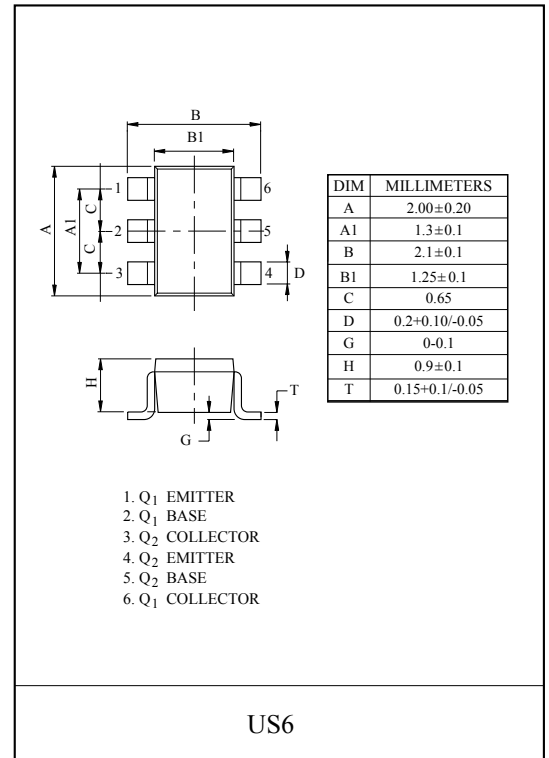 B
B1
1
6
A
A1
C
2
5
C
3
4
D
DIM MILLIMETERS
A 2.00±0.20
A1 1.3±0.1
B 2.1±0.1
B1 1.25±0.1
C 0.65
D 0.2+0.10/-0.05
G 0-0.1
H 0.9±0.1
T 0.15+0.1/-0.05
H
T
G
1. Q1 EMITTER
2. Q1 BASE
3. Q2 COLLECTOR
4. Q2 EMITTER
5. Q2 BASE
6. Q1 COLLECTOR
US6